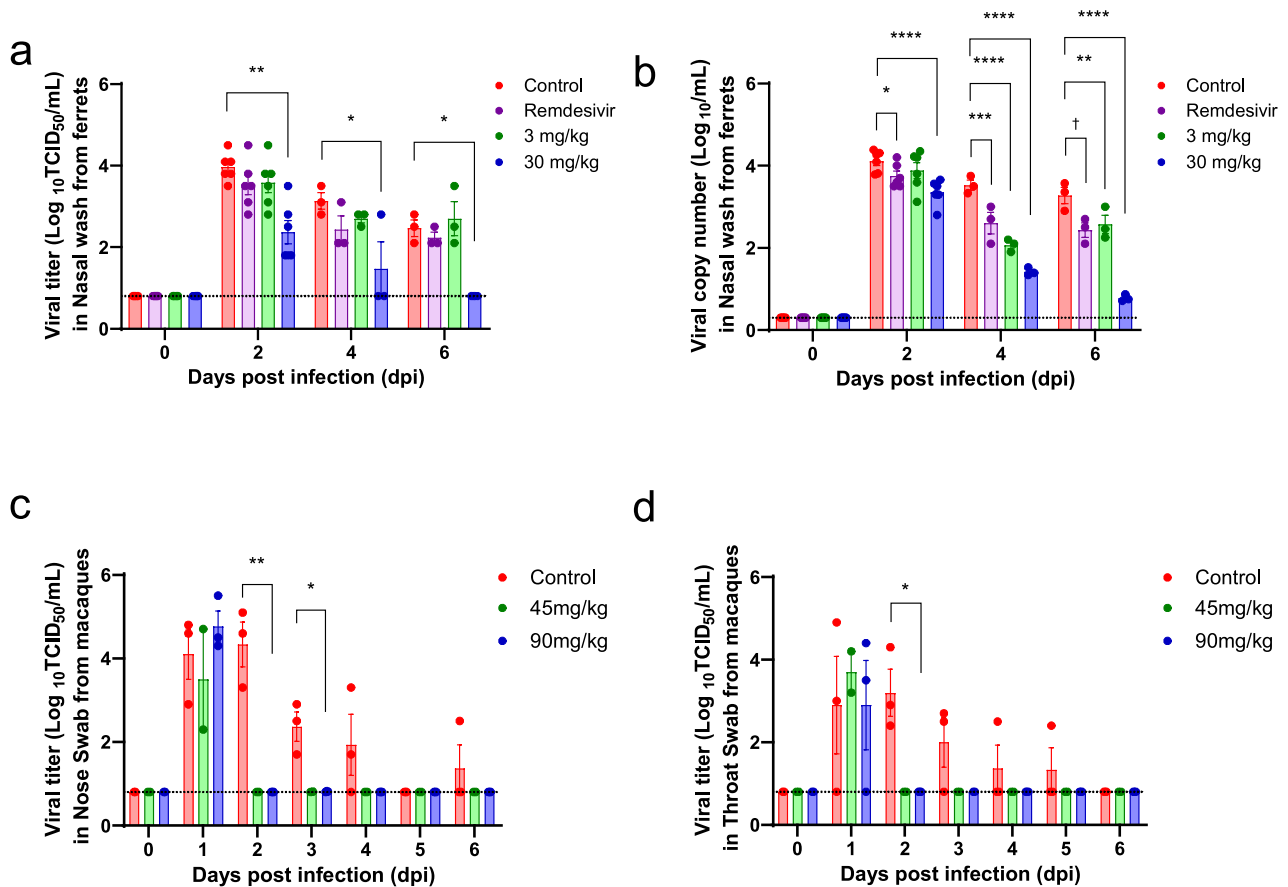 a
Viral titer (Log 10TCID50/mL)
in Nasal wash from ferrets
6
4
2
0
** * *
Control
Remdesivir
3 mg/kg
30 mg/kg
0 2 4 6
Days post infection (dpi)
b
Viral copy number (Log10/mL)
in Nasal wash from ferrets
6
4
2
0
**** **** ****
* **** **
*** †
Control
Remdesivir
3 mg/kg
30 mg/kg
0 2 4 6
Days post infection (dpi)
c
Viral titer (Log 10TCID50/mL)
in Nose Swab from macaques
6
4
2
0
** *
Control
45mg/kg
90mg/kg
0 1 2 3 4 5 6
Days post infection (dpi)
d
Viral titer (Log 10TCID50/mL)
in Throat Swab from macaques
6
4
2
0
*
Control
45mg/kg
90mg/kg
0 1 2 3 4 5 6
Days post infection (dpi)